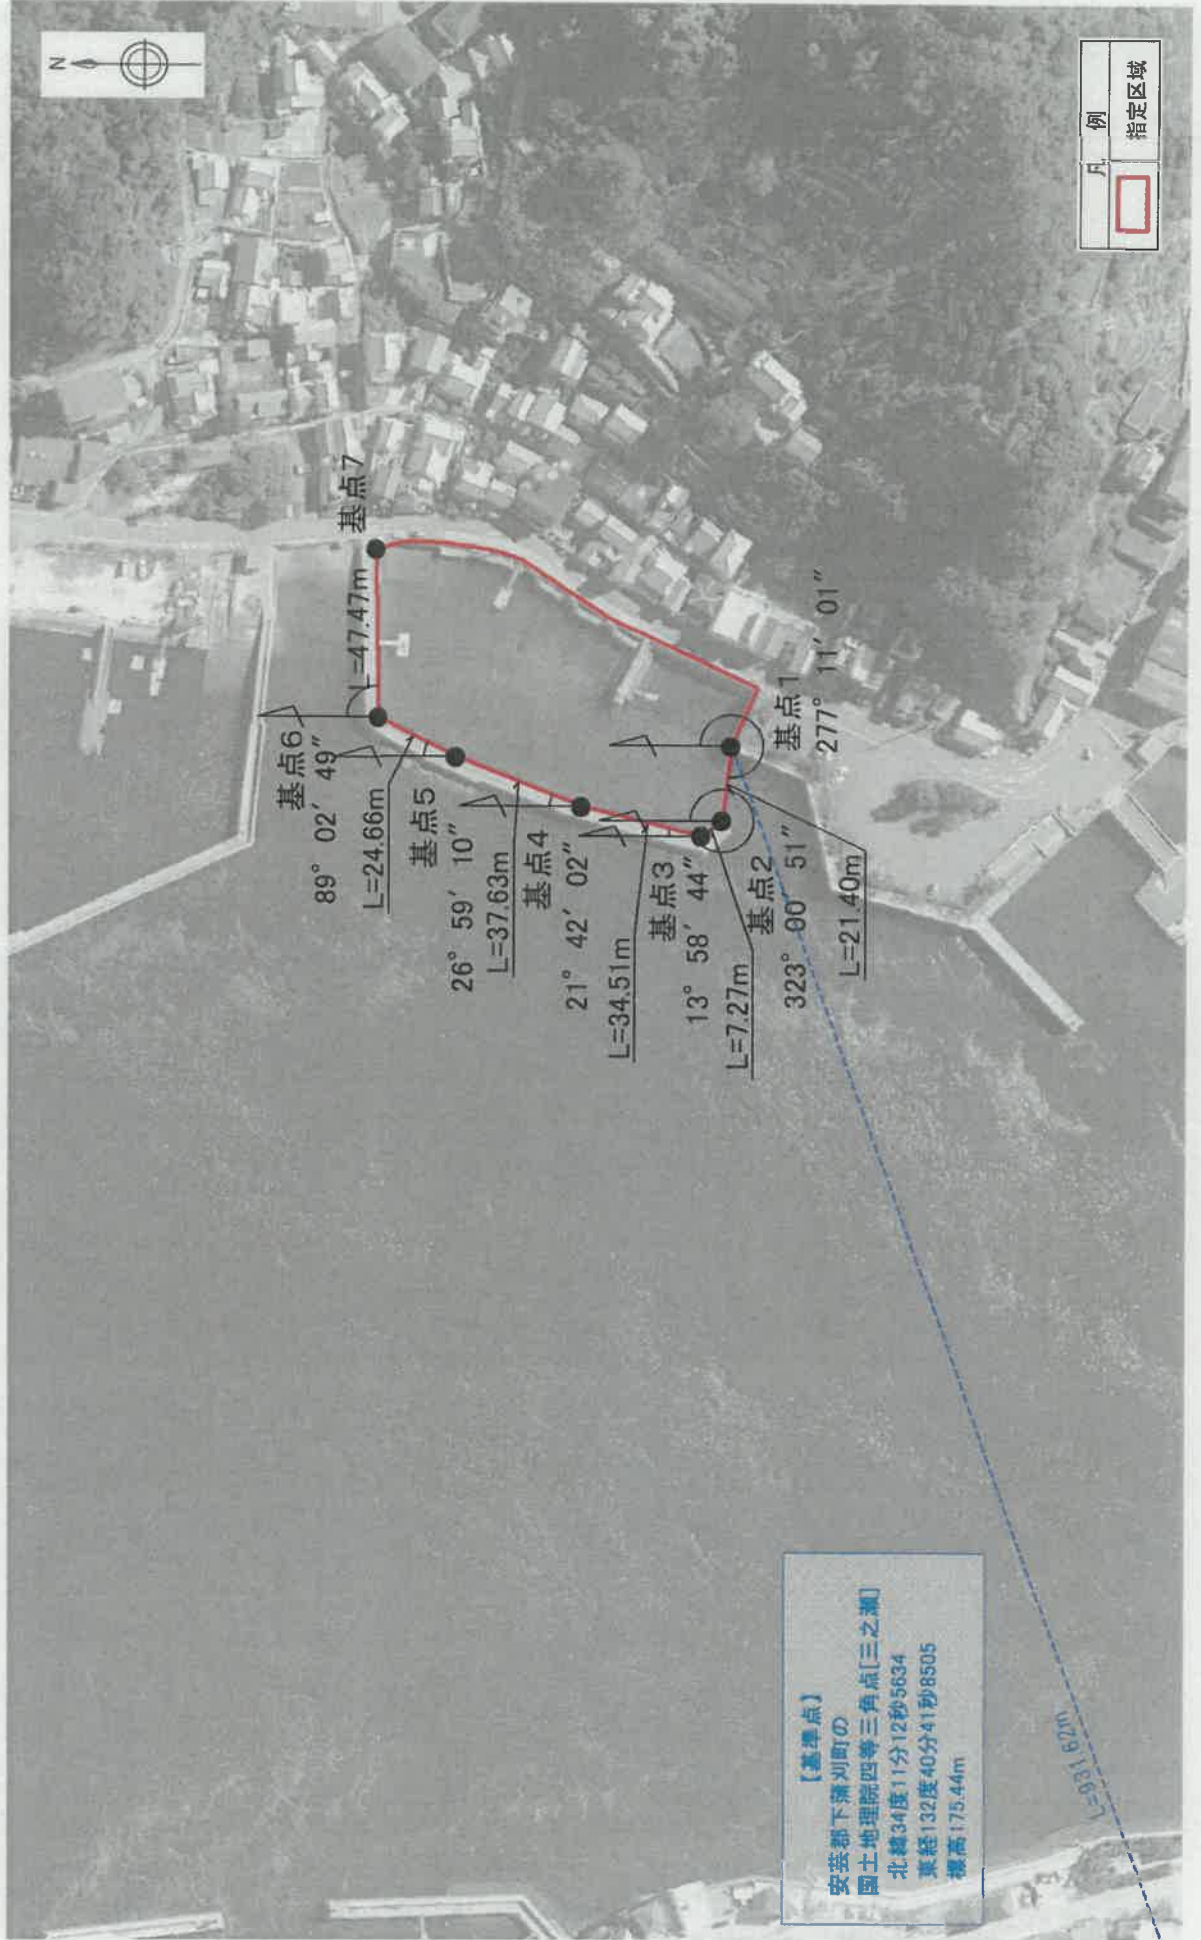 N
凡 例
指定区域
基点7
L=47.47m
基点6
89° 02′ 49″
L=24.66m
基点5
26° 59′ 10″
L=37.63m
基点4
21° 42′ 02″
L=34.51m
基点3
13° 58′ 44″
L=7.27m
基点2
323° 00′ 51″
L=21.40m
基点1
277° 11′ 01″
【基準点】
安芸郡下蒲刈町の
国土地理院四等三角点[三之瀬]
北緯34度11分12秒5634
東経132度40分41秒8505
標高175.44m
L=931.62m